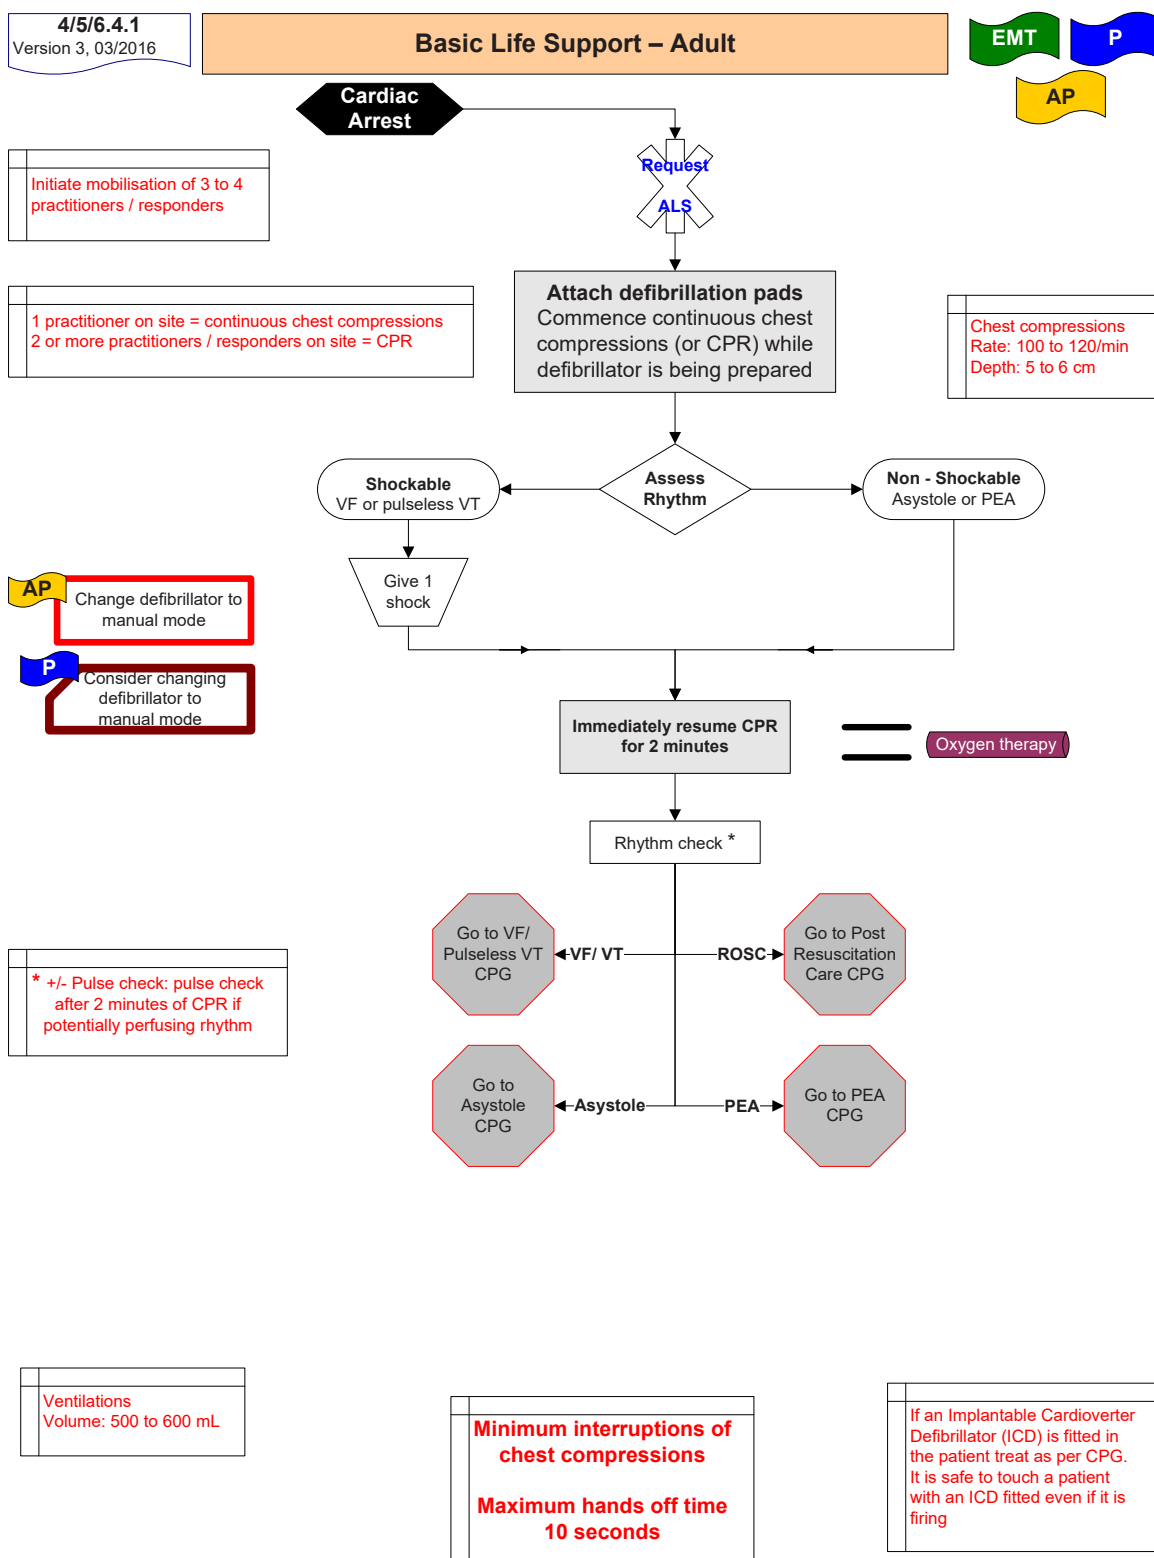 4/5/6.4.1
Version 3, 03/2016
Basic Life Support – Adult
EMT
P
AP
Cardiac
Arrest
Request
ALS
Initiate mobilisation of 3 to 4
practitioners / responders
Attach defibrillation pads
Commence continuous chest
compressions (or CPR) while
defibrillator is being prepared
1 practitioner on site = continuous chest compressions
2 or more practitioners / responders on site = CPR
Chest compressions
Rate: 100 to 120/min
Depth: 5 to 6 cm
Assess
Rhythm
Shockable
VF or pulseless VT
Non - Shockable
Asystole or PEA
Give 1
shock
AP
Change defibrillator to
manual mode
P
Consider changing
defibrillator to
manual mode
Immediately resume CPR
for 2 minutes
Oxygen therapy
Rhythm check *
Go to VF/
Pulseless VT
CPG
VF/ VT
ROSC
Go to Post
Resuscitation
Care CPG
* +/- Pulse check: pulse check
after 2 minutes of CPR if
potentially perfusing rhythm
Go to
Asystole
CPG
Asystole
PEA
Go to PEA
CPG
Ventilations
Volume: 500 to 600 mL
Minimum interruptions of
chest compressions
Maximum hands off time
10 seconds
If an Implantable Cardioverter
Defibrillator (ICD) is fitted in
the patient treat as per CPG.
It is safe to touch a patient
with an ICD fitted even if it is
firing